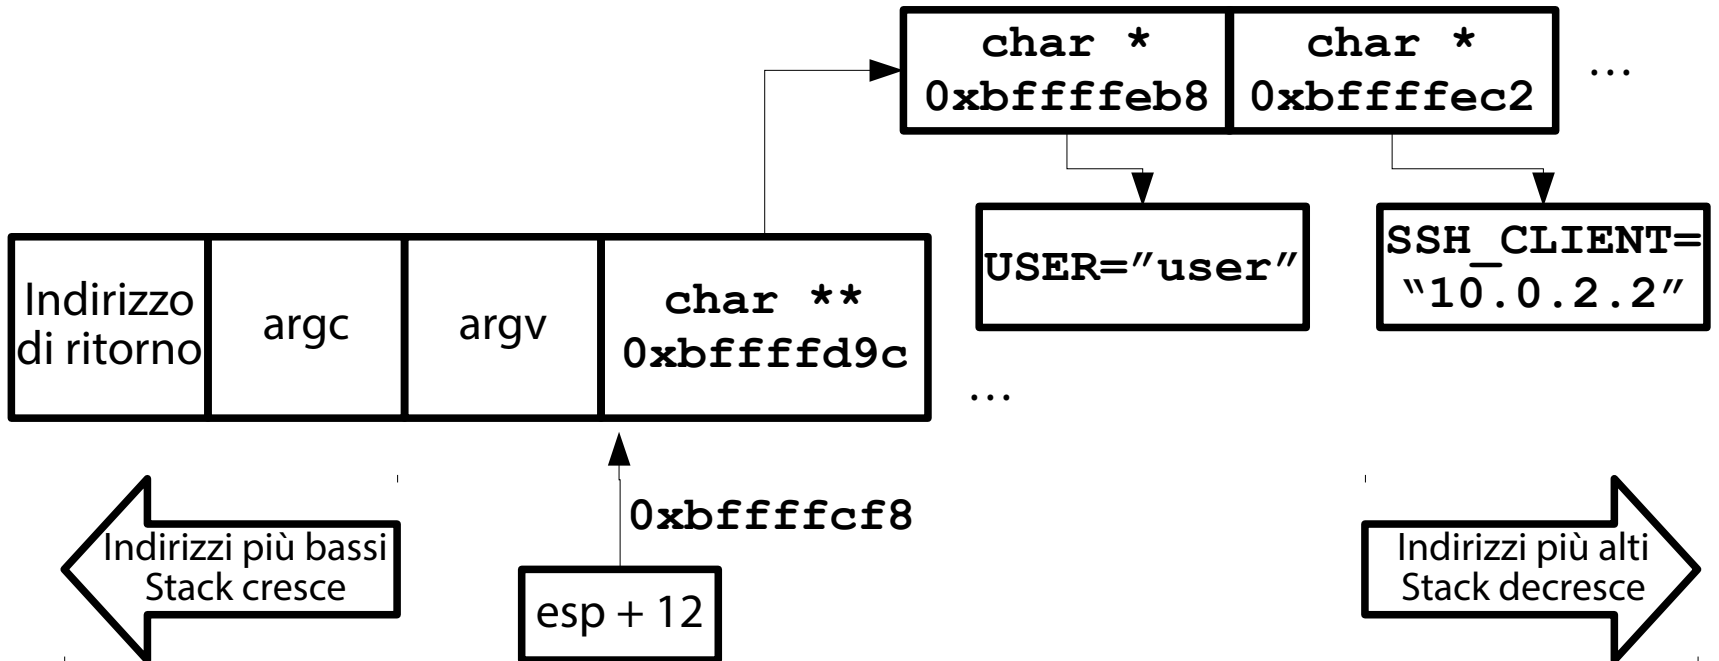 char *
0xbffffeb8
char *
0xbffffec2
...
USER=”user”
SSH_CLIENT=
“10.0.2.2”
Indirizzo
di ritorno
argc
argv
char **
0xbffffd9c
...
0xbffffcf8
Indirizzi più bassi
Stack cresce
esp + 12
Indirizzi più alti
Stack decresce